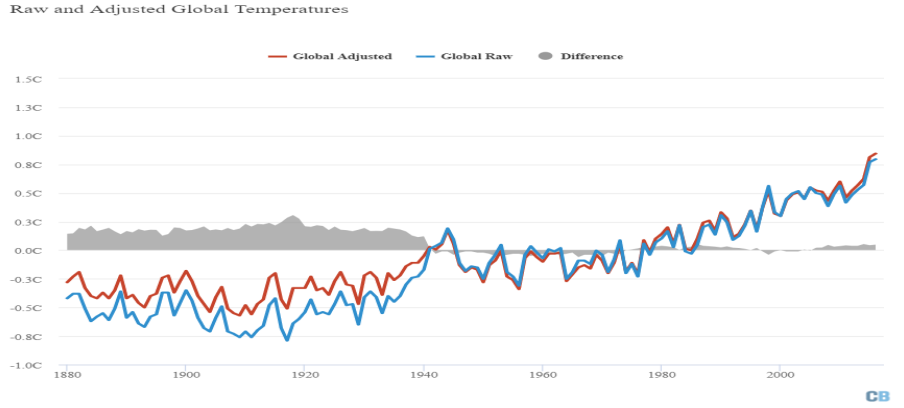 Raw and Adjusted Global Temperatures
Global Adjusted Global Raw Difference
1.5C
1.3C
1.0C
0.8C
0.5C
0.3C
0.0C
-0.3C
-0.5C
-0.8C
-1.0C
1880 1900 1920 1940 1960 1980 2000
CB